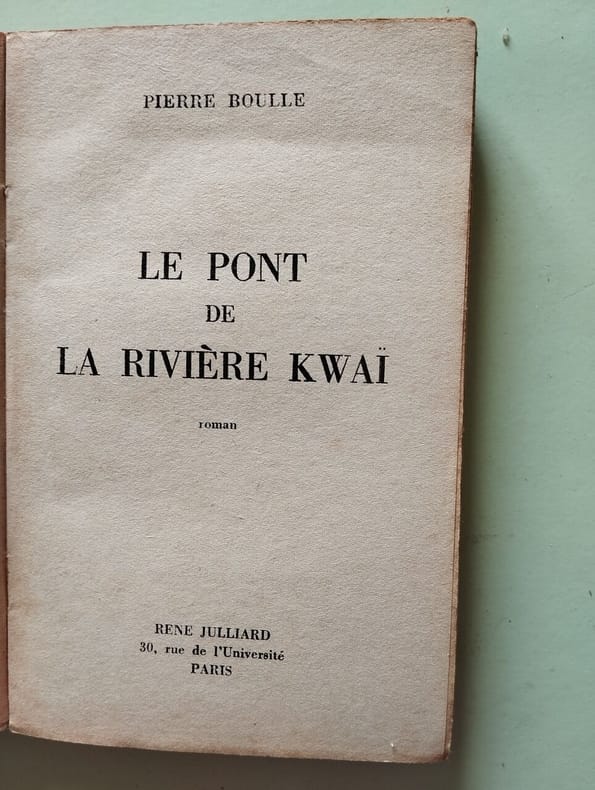 PIERRE BOULLE
LE PONT
DE
LA RIVIÈRE KWAÏ
roman
RENE JULLIARD
30, rue de l'Université
PARIS